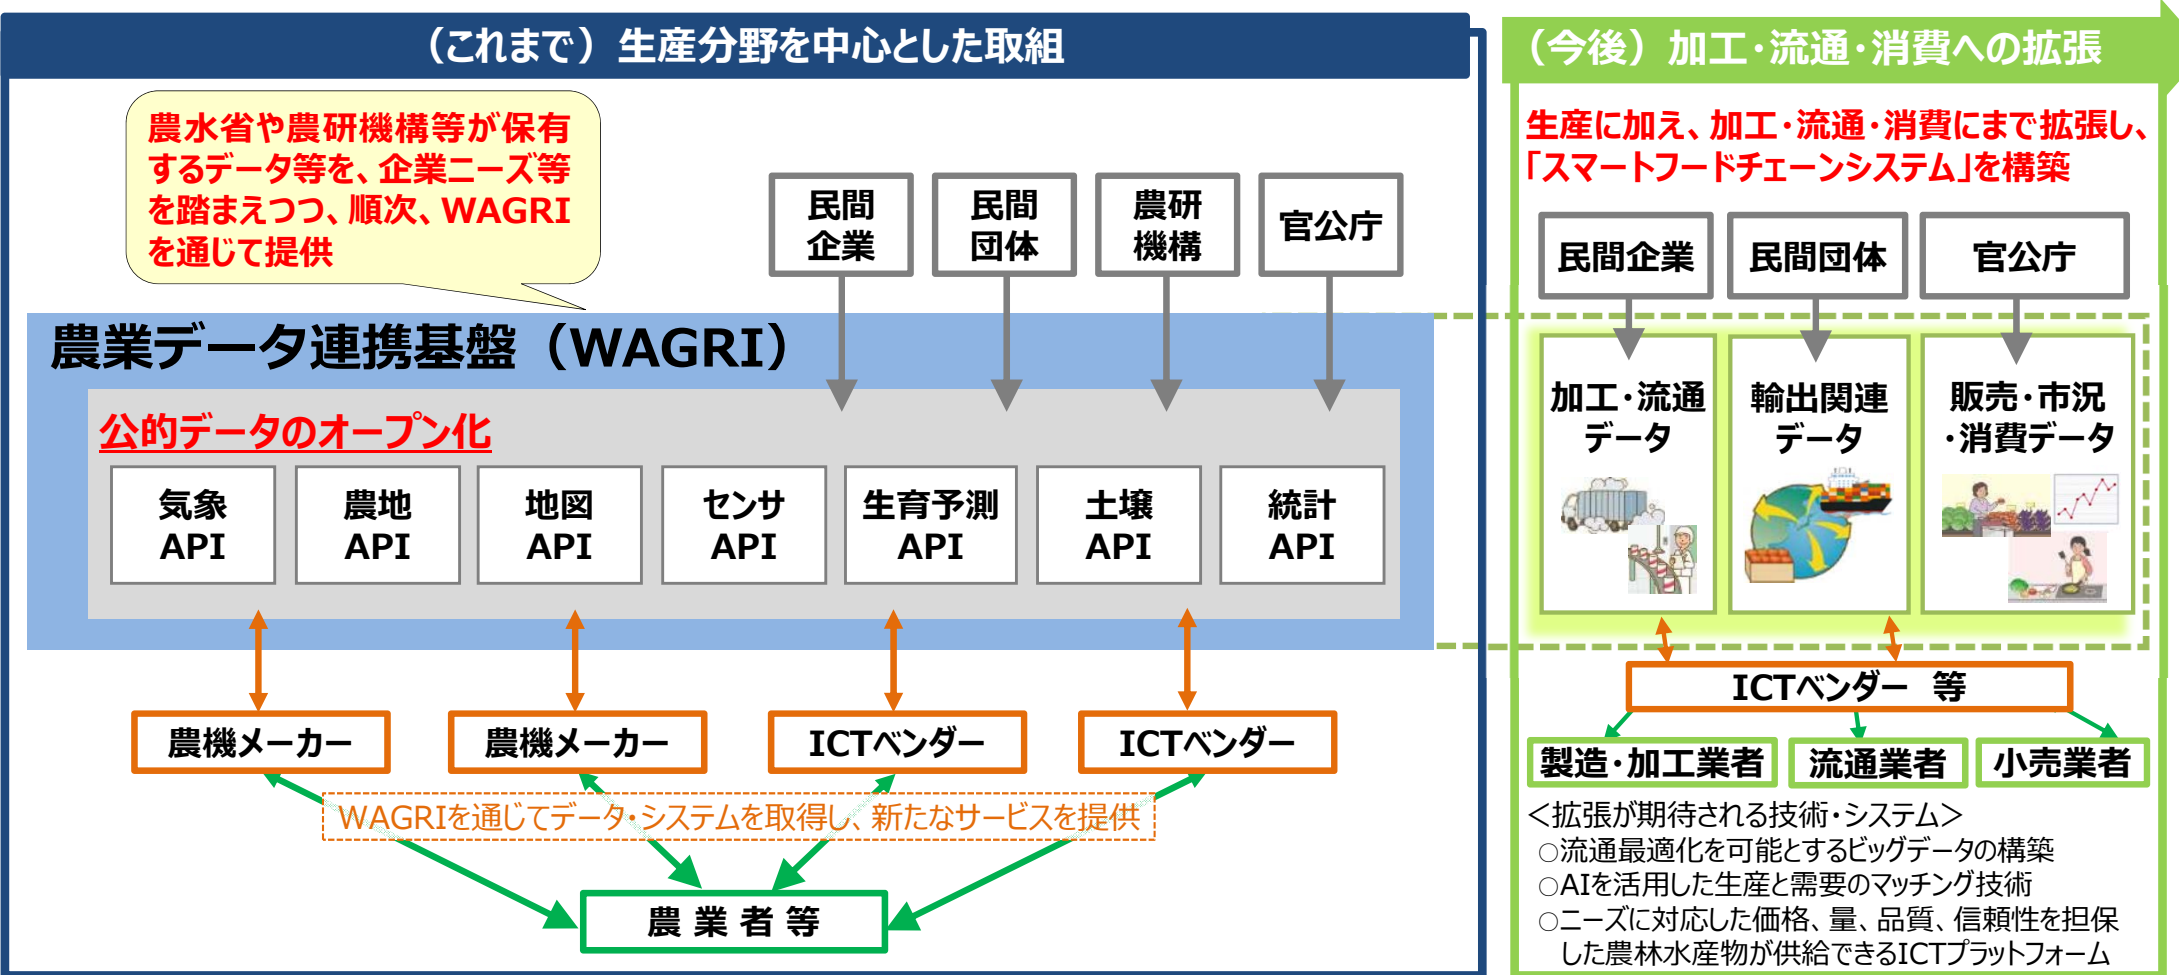 （これまで）生産分野を中心とした取組
農水省や農研機構等が保有
するデータ等を、企業ニーズ等
を踏まえつつ、順次、WAGRI
を通じて提供
民間
企業
民間
団体
農研
機構
官公庁
農業データ連携基盤（WAGRI）
公的データのオープン化
気象
API
農地
API
地図
API
センサ
API
生育予測
API
土壌
API
統計
API
農機メーカー
農機メーカー
ICTベンダー
ICTベンダー
WAGRIを通じてデータ・システムを取得し、新たなサービスを提供
農業者等
（今後）加工・流通・消費への拡張
生産に加え、加工・流通・消費にまで拡張し、
「スマートフードチェーンシステム」を構築
民間企業
民間団体
官公庁
加工・流通
データ
輸出関連
データ
販売・市況
・消費データ
ICTベンダー 等
製造・加工業者
流通業者
小売業者
＜拡張が期待される技術・システム＞
○流通最適化を可能とするビッグデータの構築
○AIを活用した生産と需要のマッチング技術
○ニーズに対応した価格、量、品質、信頼性を担保
した農林水産物が供給できるICTプラットフォーム